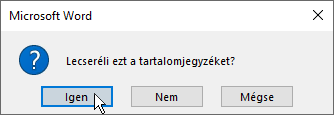 Microsoft Word
Lecseréli ezt a tartalomjegyzéket?
Igen
Nem
Mégse